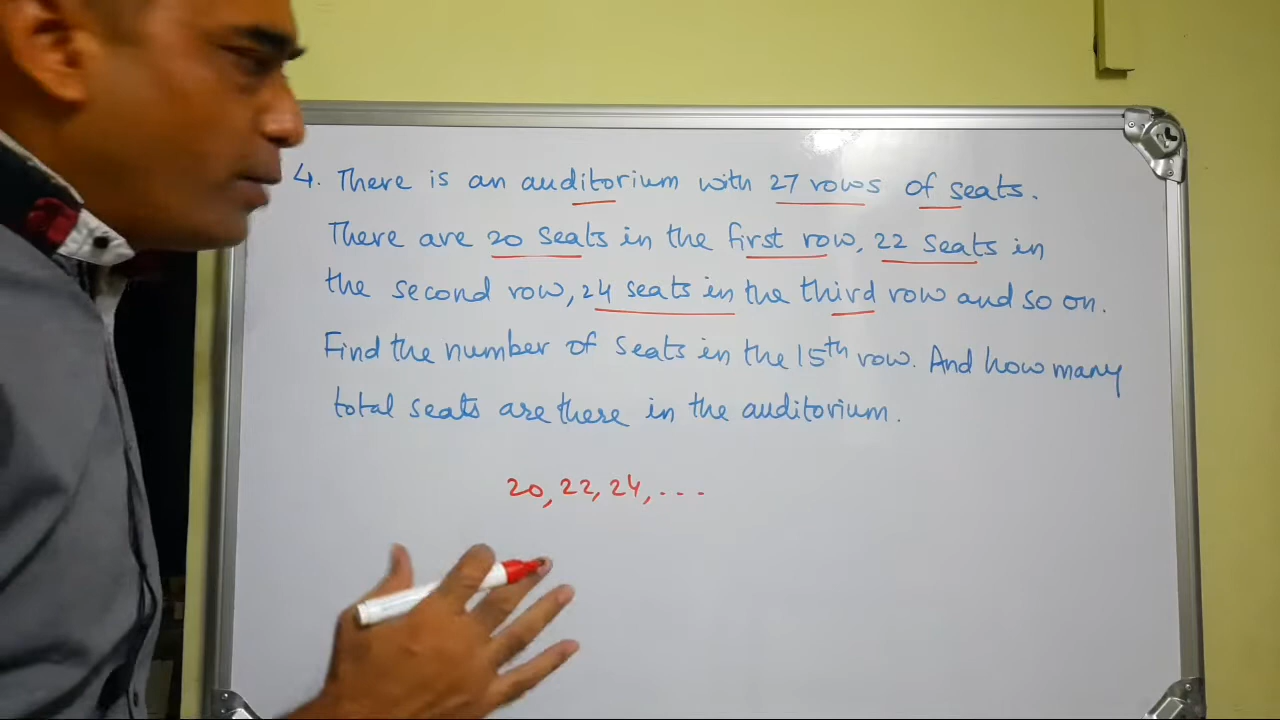 4. There is an auditorium with 27 rows of seats.
There are 20 seats in the first row, 22 seats in
the second row, 24 seats in the third row and so on.
Find the number of seats in the 15th row. And how many
total seats are there in the auditorium.
20, 22, 24, ...